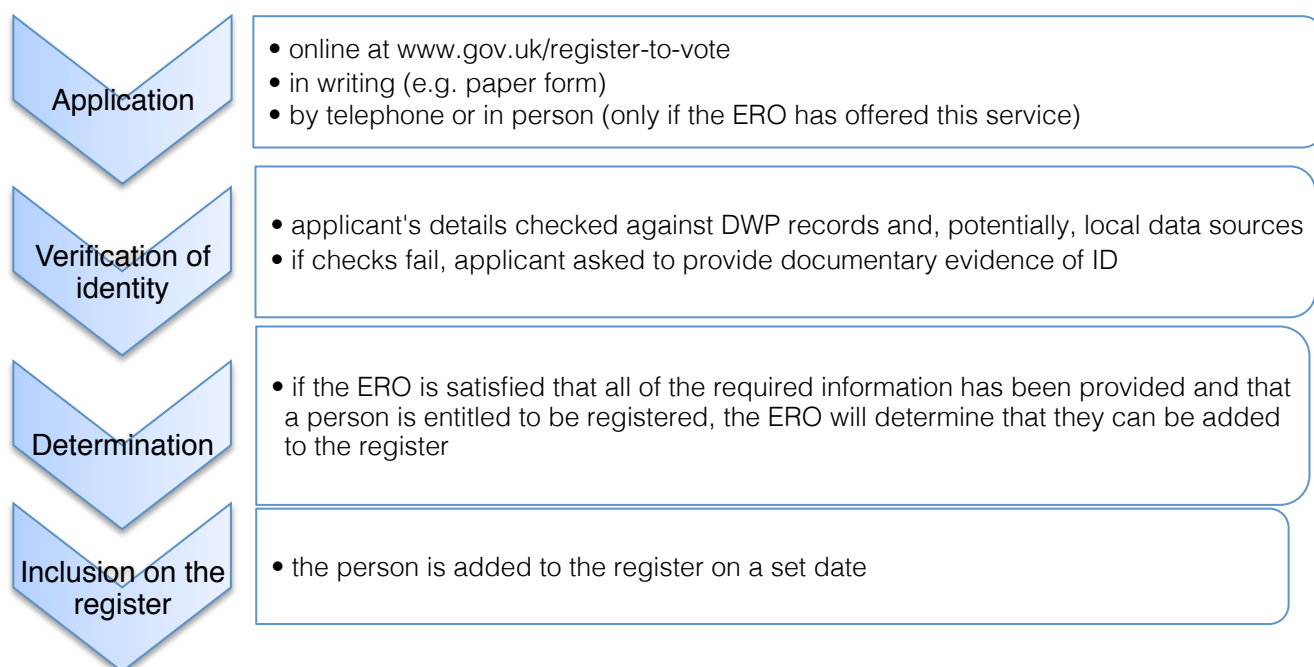 Application
• online at www.gov.uk/register-to-vote
• in writing (e.g. paper form)
• by telephone or in person (only if the ERO has offered this service)
Verification of
identity
• applicant's details checked against DWP records and, potentially, local data sources
• if checks fail, applicant asked to provide documentary evidence of ID
Determination
• if the ERO is satisfied that all of the required information has been provided and that
a person is entitled to be registered, the ERO will determine that they can be added
to the register
Inclusion on the
register
• the person is added to the register on a set date